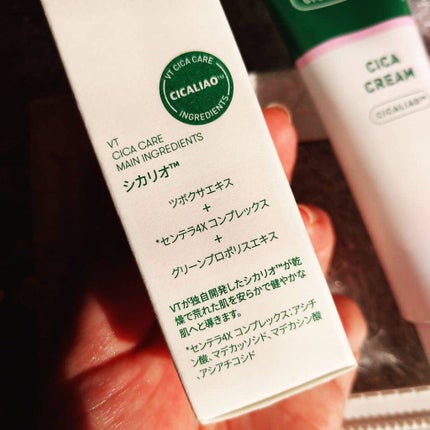 VT CICA CARE
CICALIAO™
INGREDIENTS
VT
CICA CARE
MAIN INGREDIENTS
シカリオ™
ツボクサエキス
+
*センテラ4X コンプレックス
+
グリーンプロポリスエキス
VTが独自開発したシカリオ™が乾
燥で荒れた肌を安らかで健やかな
肌へと導きます。
*センテラ4X コンプレックス:アシチ
ン酸、マデカッソシド、マデカシン酸
、アシアチコシド
CICA
CREAM
CICALIAO™